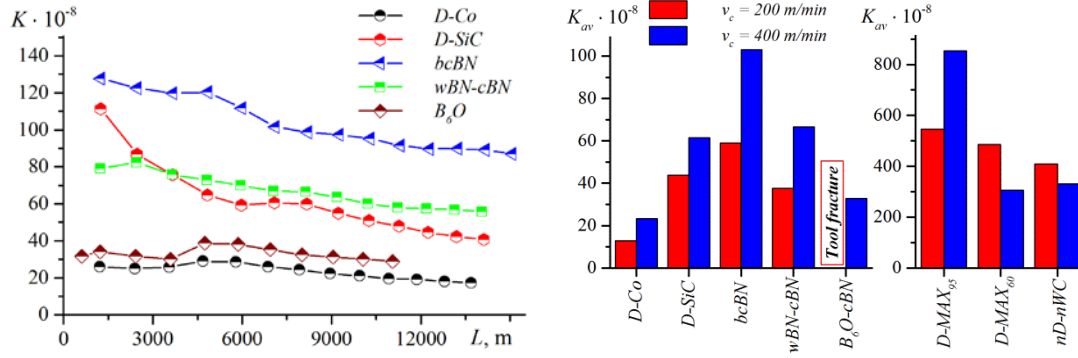 K · 10⁻⁸
140
120
100
80
60
40
20
0
0 3000 6000 9000 12000 L, m
D-Co
D-SiC
bcBN
wBN-cBN
B₆O
Kav · 10⁻⁸
100
80
60
40
20
0
v_c = 200 m/min
v_c = 400 m/min
Tool fracture
D-Co
D-SiC
bcBN
wBN-cBN
B₆O-cBN
Kav · 10⁻⁸
800
600
400
200
0
D-MAX₉₅
D-MAX₆₀
nD-nWC